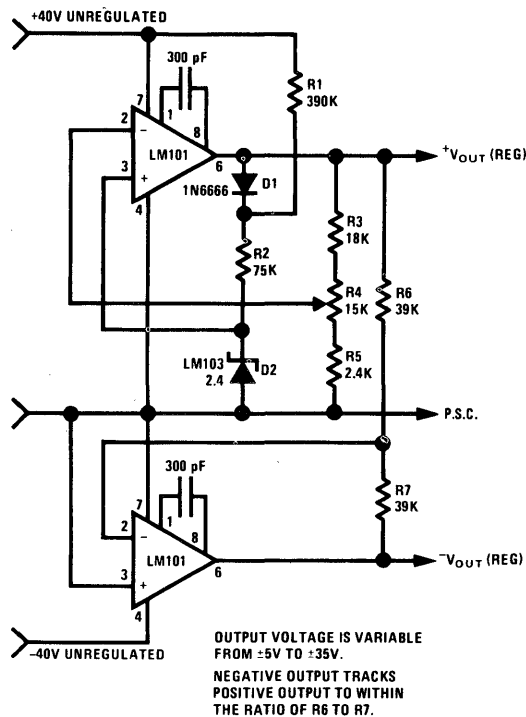 +40V UNREGULATED
300 pF
R1
390K
7
1
2
−
8
LM101
6
+VOUT (REG)
3
+
D1
1N6666
4
R3
18K
R2
75K
R4
15K
R6
39K
LM103
2.4
D2
R5
2.4K
P.S.C.
300 pF
7
1
R7
39K
2
−
8
LM101
6
−VOUT (REG)
3
+
4
−40V UNREGULATED
OUTPUT VOLTAGE IS VARIABLE
FROM ±5V TO ±35V.
NEGATIVE OUTPUT TRACKS
POSITIVE OUTPUT TO WITHIN
THE RATIO OF R6 TO R7.